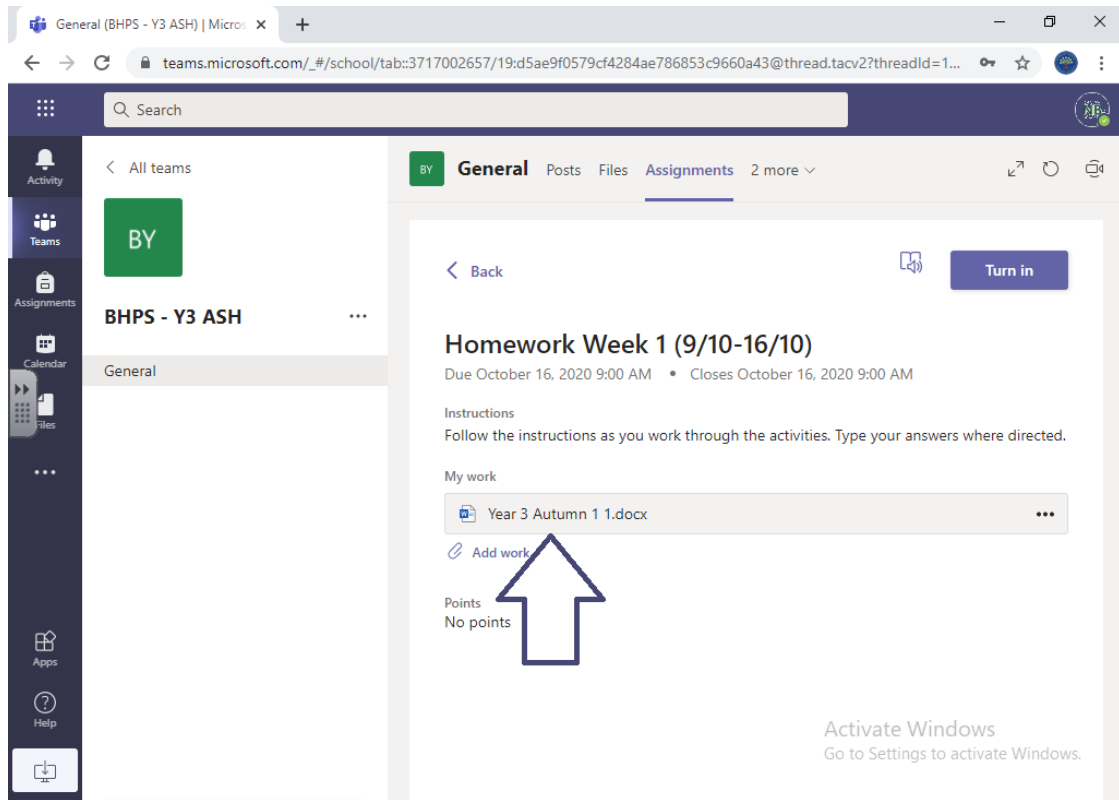 General (BHPS - Y3 ASH) | Micros
teams.microsoft.com/_#/school/tab::3717002657/19:d5ae9f0579cf4284ae786853c9660a43@thread.tacv2?threadId=1...
Search
NB
Activity
Teams
Assignments
Calendar
Files
Apps
Help
All teams
BY
BHPS - Y3 ASH
General
BY General Posts Files Assignments 2 more
Back
Turn in
Homework Week 1 (9/10-16/10)
Due October 16, 2020 9:00 AM • Closes October 16, 2020 9:00 AM
Instructions
Follow the instructions as you work through the activities. Type your answers where directed.
My work
Year 3 Autumn 1 1.docx
Add work
Points
No points
Activate Windows
Go to Settings to activate Windows.